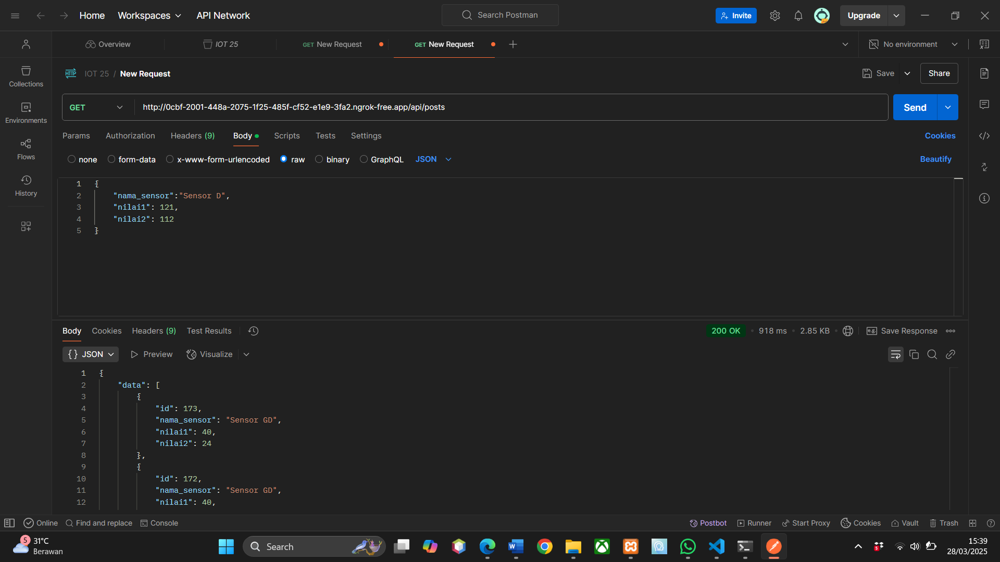 Home Workspaces API Network Search Postman Invite Upgrade
Overview IOT 25 GET New Request GET New Request No environment
HTTP IOT 25 / New Request Save Share
Collections
Environments
Flows
History
GET http://0cbf-2001-448a-2075-1f25-485f-cf52-e1e9-3fa2.ngrok-free.app/api/posts Send
Params Authorization Headers (9) Body Scripts Tests Settings Cookies
none form-data x-www-form-urlencoded raw binary GraphQL JSON Beautify
1 {
2 "nama_sensor":"Sensor D",
3 "nilai1": 121,
4 "nilai2": 112
5 }
Body Cookies Headers (9) Test Results 200 OK • 918 ms • 2.85 KB • e.g. Save Response
{} JSON Preview Visualize
1 {
2 "data": [
3 {
4 "id": 173,
5 "nama_sensor": "Sensor GD",
6 "nilai1": 40,
7 "nilai2": 24
8 },
9 {
10 "id": 172,
11 "nama_sensor": "Sensor GD",
12 "nilai1": 40,
Online Find and replace Console Postbot Runner Start Proxy Cookies Vault Trash
5 31°C
Berawan
Search
15:39
28/03/2025